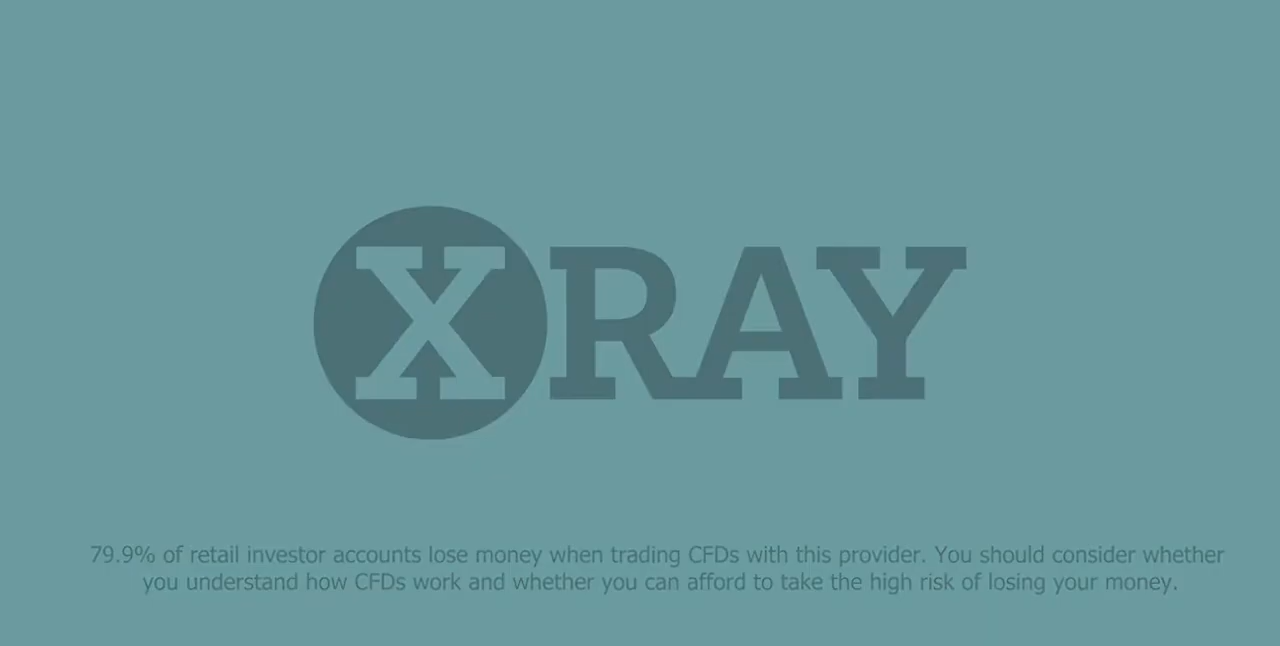 XRAY
79.9% of retail investor accounts lose money when trading CFDs with this provider. You should consider whether
you understand how CFDs work and whether you can afford to take the high risk of losing your money.